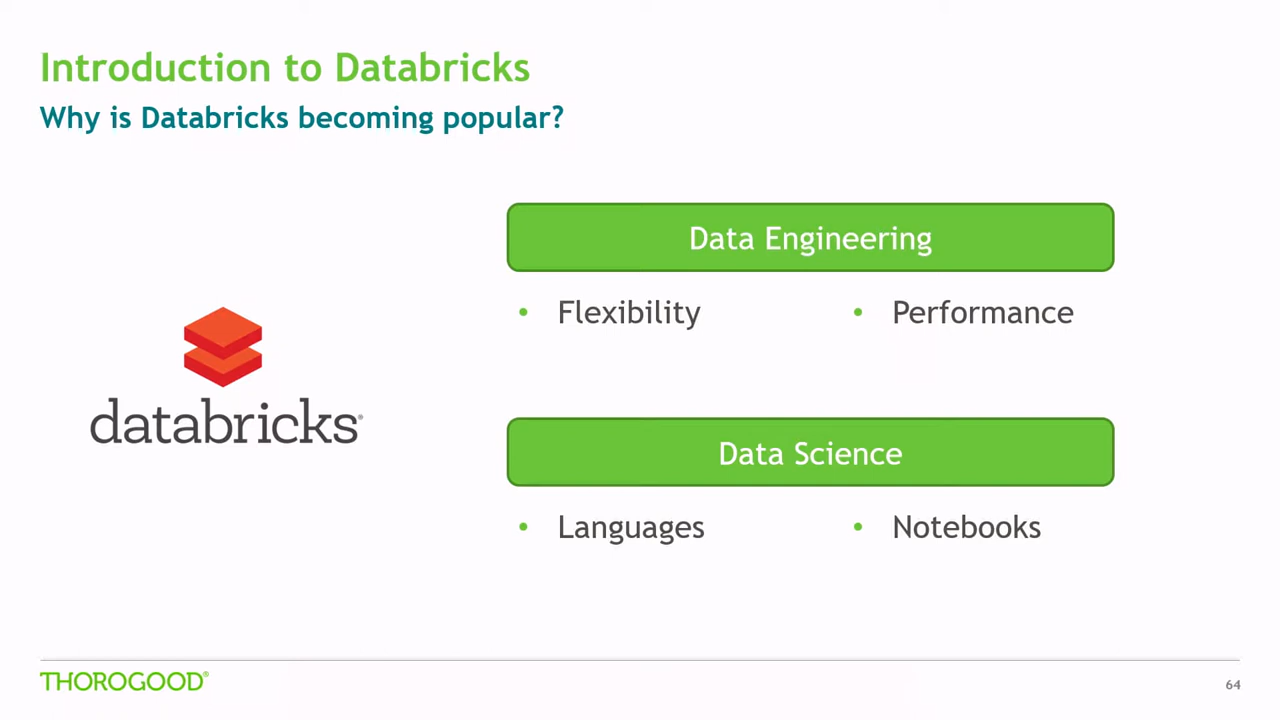 Introduction to Databricks
Why is Databricks becoming popular?
databricks®
Data Engineering
• Flexibility
• Performance
Data Science
• Languages
• Notebooks
THOROGOOD®
64